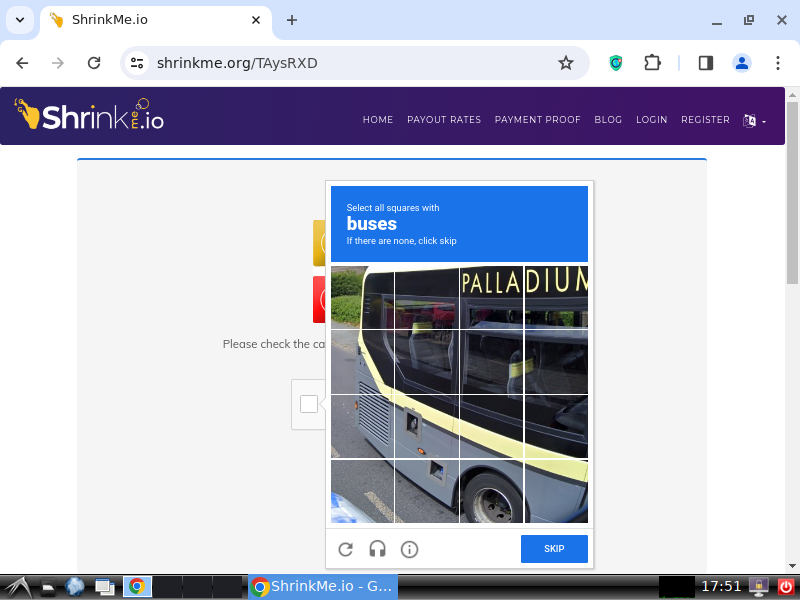 ShrinkMe.io
shrinkme.org/TAysRXD
Shrinkme.io
HOME PAYOUT RATES PAYMENT PROOF BLOG LOGIN REGISTER
Select all squares with
buses
If there are none, click skip
PALLADIUM
Please check the ca
SKIP
ShrinkMe.io - G...
17:51